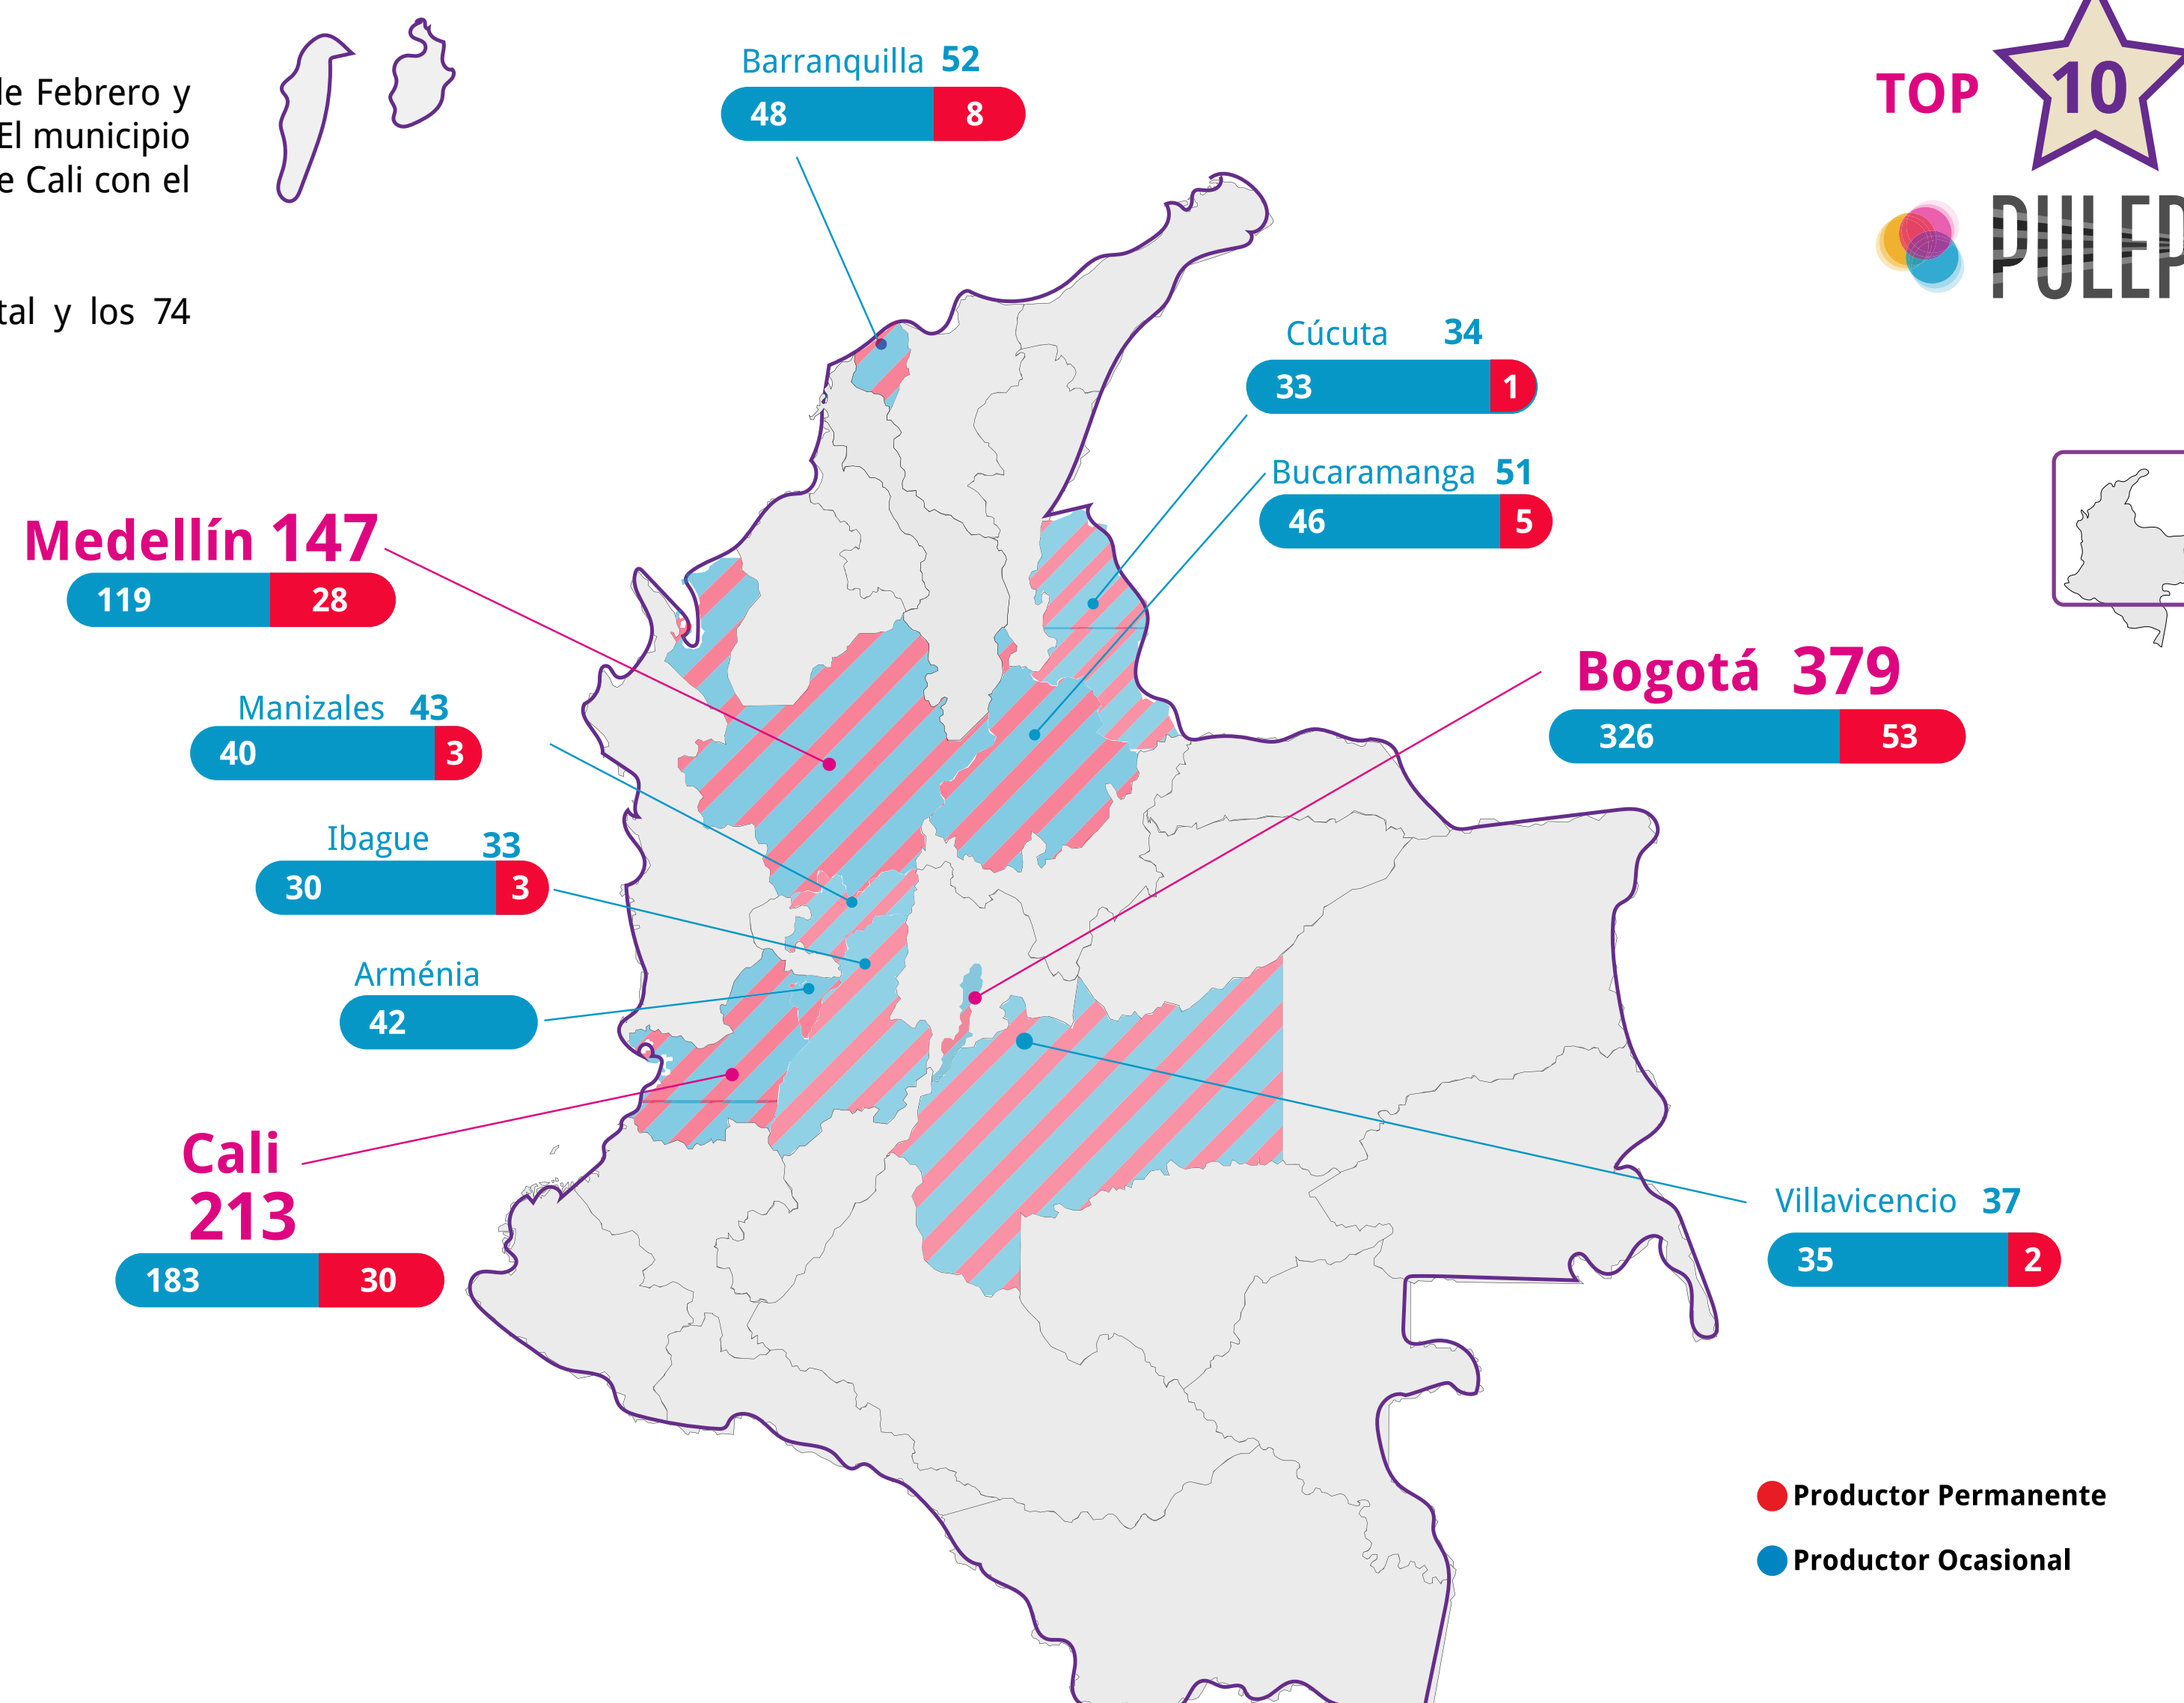 de Febrero y
El municipio
e Cali con el
tal y los 74
Barranquilla 52
48 8
TOP 10
PULEP
Cúcuta 34
33 1
Bucaramanga 51
46 5
Medellín 147
119 28
Bogotá 379
326 53
Manizales 43
40 3
Ibague 33
30 3
Arménia
42
Cali
213
183 30
Villavicencio 37
35 2
Productor Permanente
Productor Ocasional